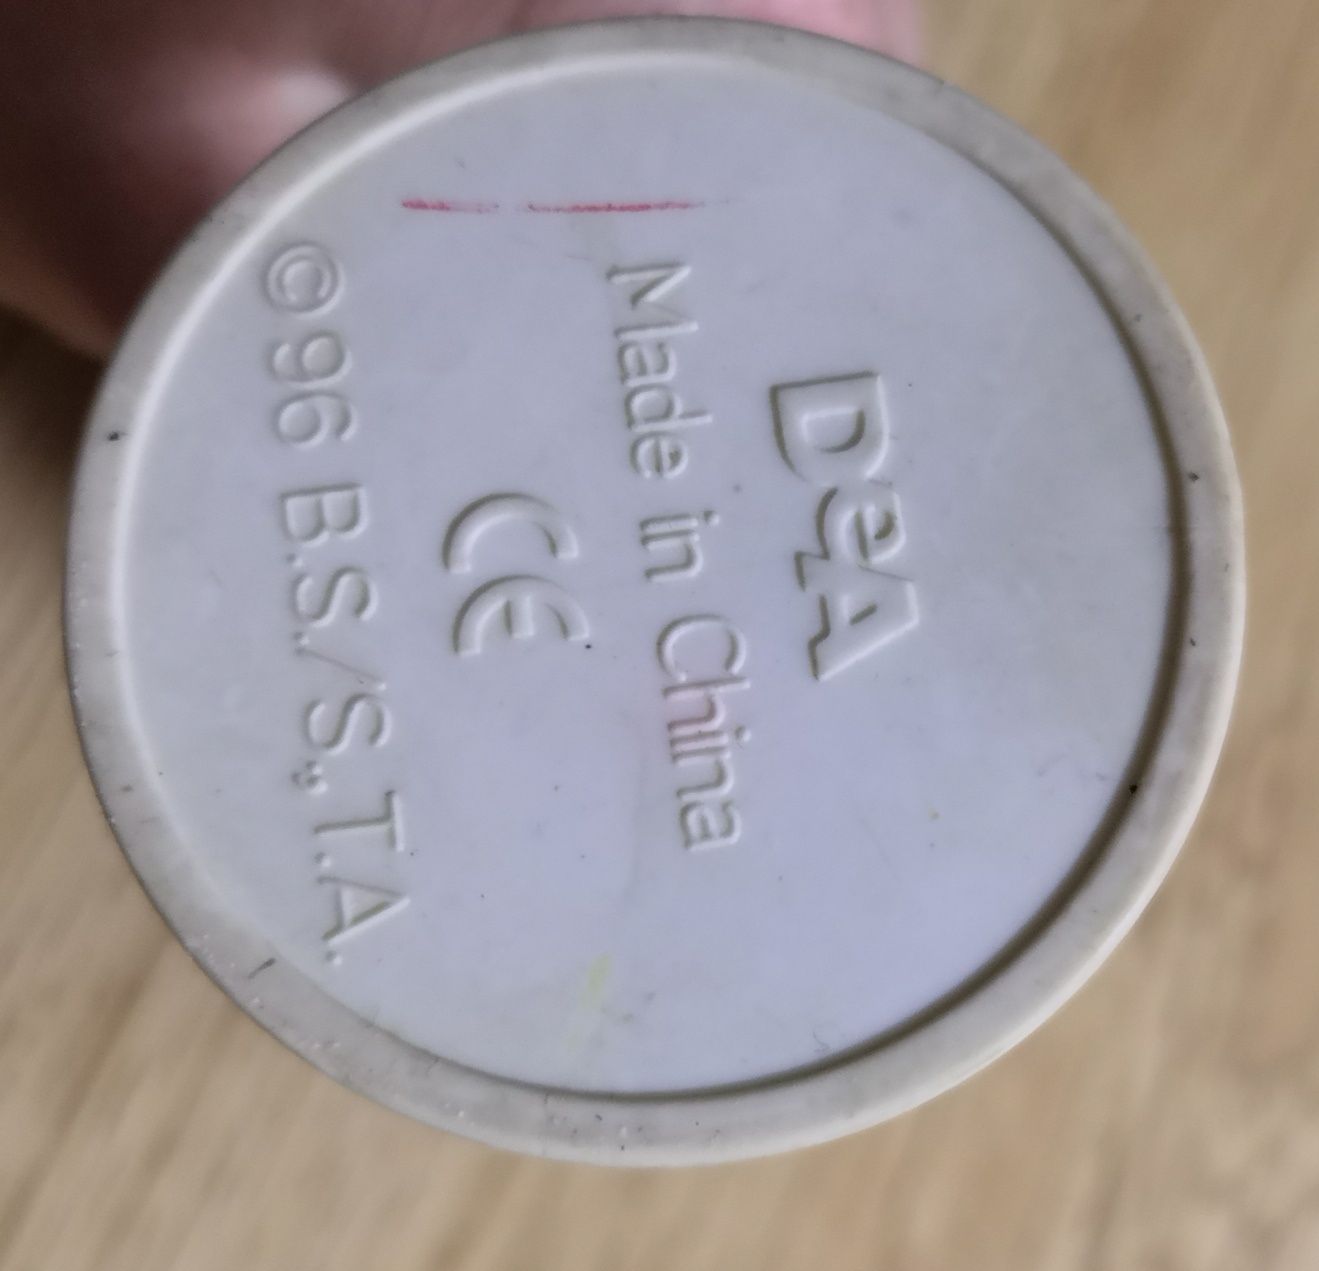 DeA
Made in China
CE
©96 B.S./S., T.A.